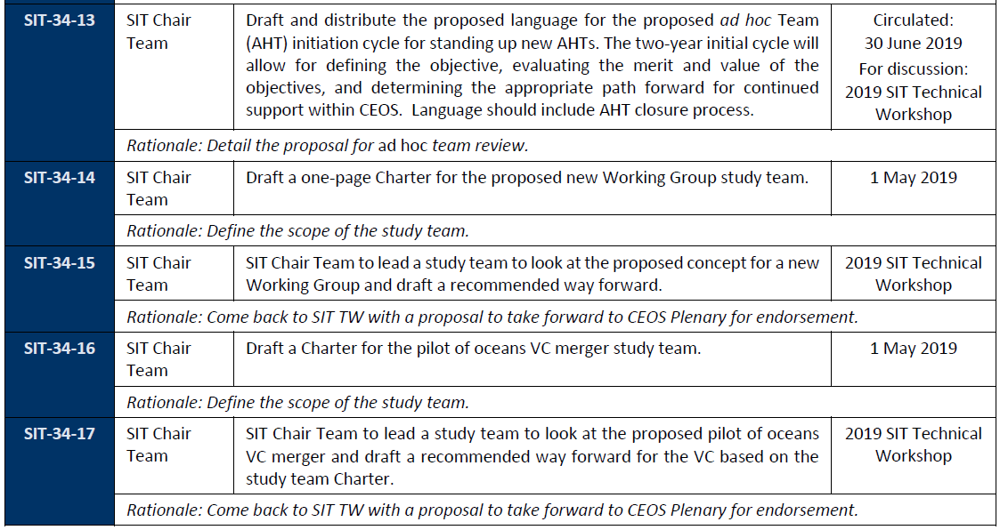 SIT-34-13
SIT Chair
Team
Draft and distribute the proposed language for the proposed ad hoc Team
(AHT) initiation cycle for standing up new AHTs. The two-year initial cycle will
allow for defining the objective, evaluating the merit and value of the
objectives, and determining the appropriate path forward for continued
support within CEOS. Language should include AHT closure process.
Circulated:
30 June 2019
For discussion:
2019 SIT Technical
Workshop
Rationale: Detail the proposal for ad hoc team review.
SIT-34-14
SIT Chair
Team
Draft a one-page Charter for the proposed new Working Group study team.
1 May 2019
Rationale: Define the scope of the study team.
SIT-34-15
SIT Chair
Team
SIT Chair Team to lead a study team to look at the proposed concept for a new
Working Group and draft a recommended way forward.
2019 SIT Technical
Workshop
Rationale: Come back to SIT TW with a proposal to take forward to CEOS Plenary for endorsement.
SIT-34-16
SIT Chair
Team
Draft a Charter for the pilot of oceans VC merger study team.
1 May 2019
Rationale: Define the scope of the study team.
SIT-34-17
SIT Chair
Team
SIT Chair Team to lead a study team to look at the proposed pilot of oceans
VC merger and draft a recommended way forward for the VC based on the
study team Charter.
2019 SIT Technical
Workshop
Rationale: Come back to SIT TW with a proposal to take forward to CEOS Plenary for endorsement.